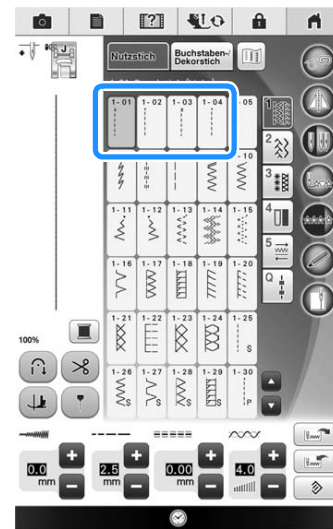 J
Nutzstich
Buchstaben-/
Dekorstich
1-01 1-02 1-03 1-04 -05 1
2
-10
3
1-11 1-12 1-13 1-14 1-15 4
1-16 1-17 1-18 1-19 1-20 5
Q
1-21 1-22 1-23 1-24 1-25
S
100%
1-26 1-27 1-28 1-29 1-30
S S S S P
0.0 2.5 0.00 4.0
mm mm mm